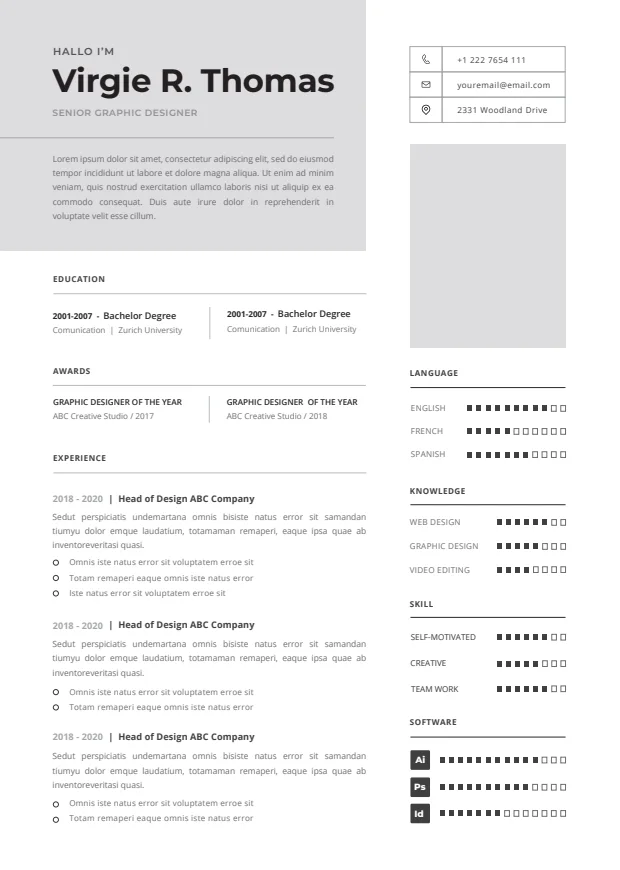 HALLO I'M
Virgie R. Thomas
SENIOR GRAPHIC DESIGNER
Lorem ipsum dolor sit amet, consectetur adipiscing elit, sed do eiusmod
tempor incididunt ut labore et dolore magna aliqua. Ut enim ad minim
veniam, quis nostrud exercitation ullamco laboris nisi ut aliquip ex ea
commodo consequat. Duis aute irure dolor in reprehenderit in
voluptate velit esse cillum.
EDUCATION
2001-2007 - Bachelor Degree
Comunication | Zurich University
2001-2007 - Bachelor Degree
Comunication | Zurich University
AWARDS
GRAPHIC DESIGNER OF THE YEAR
ABC Creative Studio / 2017
GRAPHIC DESIGNER OF THE YEAR
ABC Creative Studio / 2018
EXPERIENCE
2018 - 2020 | Head of Design ABC Company
Sedut perspiciatis undemartana omnis bisiste natus error sit samandan
tiumyu dolor emque laudatium, totamaman remaperi, eaque ipsa quae ab
inventoreveritasi quasi.
Omnis iste natus error sit voluptatem erroe sit
Totam remaperi eaque omnis iste natus error
Iste natus error sit voluptatem erroe sit
2018 - 2020 | Head of Design ABC Company
Sedut perspiciatis undemartana omnis bisiste natus error sit samandan
tiumyu dolor emque laudatium, totamaman remaperi, eaque ipsa quae ab
inventoreveritasi quasi.
Omnis iste natus error sit voluptatem erroe sit
Totam remaperi eaque omnis iste natus error
2018 - 2020 | Head of Design ABC Company
Sedut perspiciatis undemartana omnis bisiste natus error sit samandan
tiumyu dolor emque laudatium, totamaman remaperi, eaque ipsa quae ab
inventoreveritasi quasi.
Omnis iste natus error sit voluptatem erroe sit
Totam remaperi eaque omnis iste natus error
+1 222 7654 111
youremail@email.com
2331 Woodland Drive
LANGUAGE
ENGLISH
FRENCH
SPANISH
KNOWLEDGE
WEB DESIGN
GRAPHIC DESIGN
VIDEO EDITING
SKILL
SELF-MOTIVATED
CREATIVE
TEAM WORK
SOFTWARE
Ai
Ps
Id